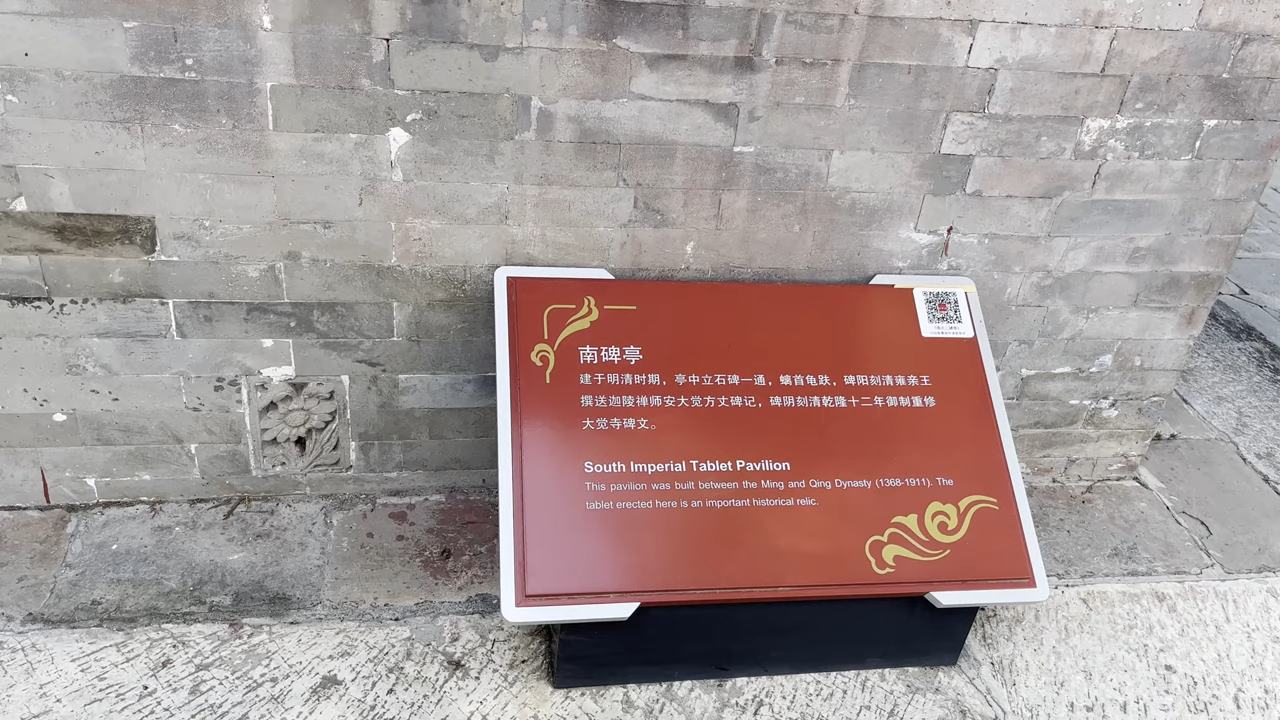 南碑亭
建于明清时期，亭中立石碑一通，螭首龟趺，碑阳刻清雍亲王
撰送迦陵禅师安大觉方丈碑记，碑阴刻清乾隆十二年御制重修
大觉寺碑文。
South Imperial Tablet Pavilion
This pavilion was built between the Ming and Qing Dynasty (1368-1911). The
tablet erected here is an important historical relic.